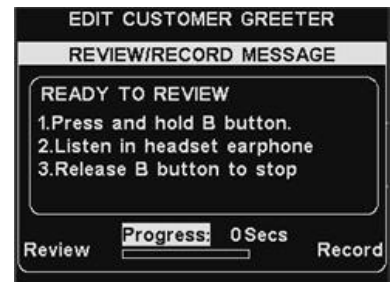 EDIT CUSTOMER GREETER
REVIEW/RECORD MESSAGE
READY TO REVIEW
1.Press and hold B button.
2.Listen in headset earphone
3.Release B button to stop
Progress: 0Secs
Review Record